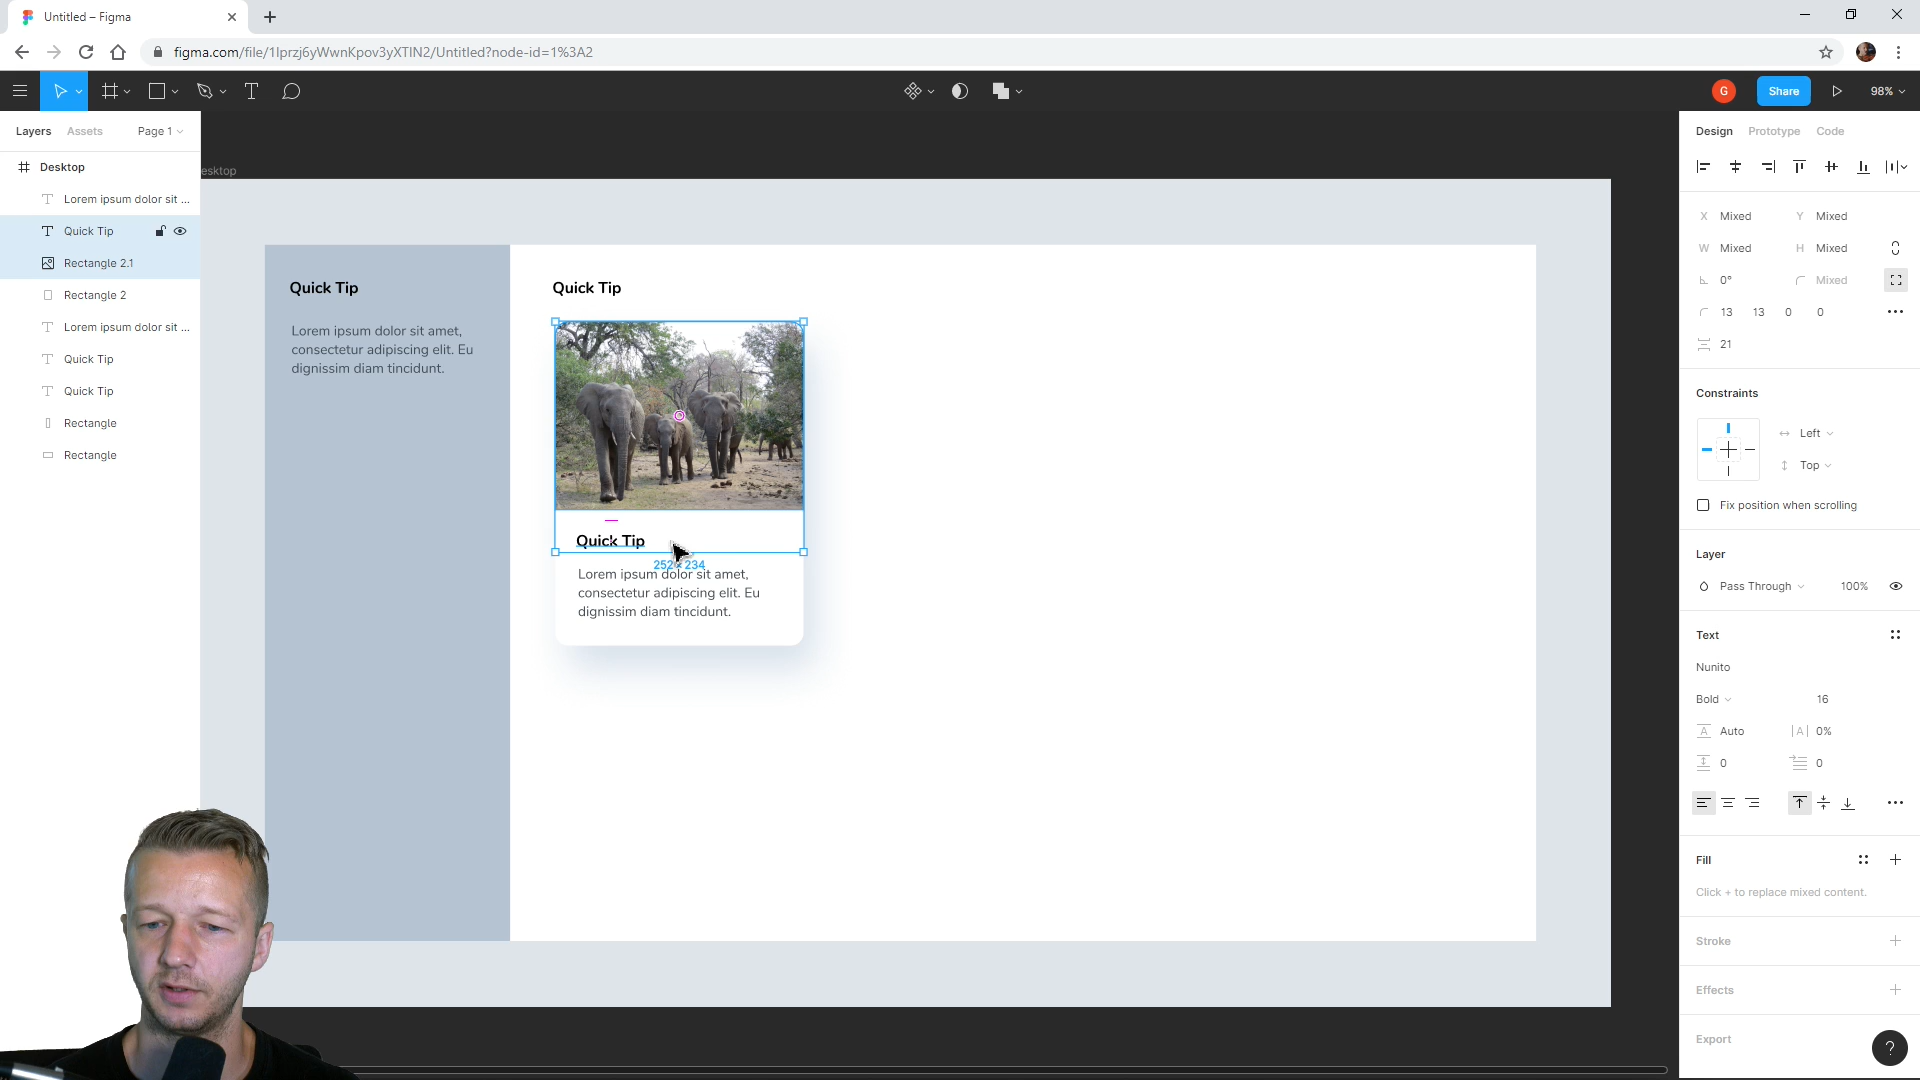 Untitled – Figma
figma.com/file/1Iprzj6yWwnKpov3yXTIN2/Untitled?node-id=1%3A2
G
Share
98%
Layers
Assets
Page 1
Desktop
Lorem ipsum dolor sit ...
Quick Tip
Rectangle 2.1
Rectangle 2
Lorem ipsum dolor sit ...
Quick Tip
Quick Tip
Rectangle
Rectangle
esktop
Quick Tip
Lorem ipsum dolor sit amet,
consectetur adipiscing elit. Eu
dignissim diam tincidunt.
Quick Tip
Quick Tip
Lorem ipsum dolor sit amet,
consectetur adipiscing elit. Eu
dignissim diam tincidunt.
Design
Prototype
Code
X Mixed
Y Mixed
W Mixed
H Mixed
0°
Mixed
13 13 0 0
21
Constraints
Left
Top
Fix position when scrolling
Layer
Pass Through
100%
Text
Nunito
Bold
16
A Auto
|A| 0%
0
0
Fill
Click + to replace mixed content.
Stroke
Effects
Export
?